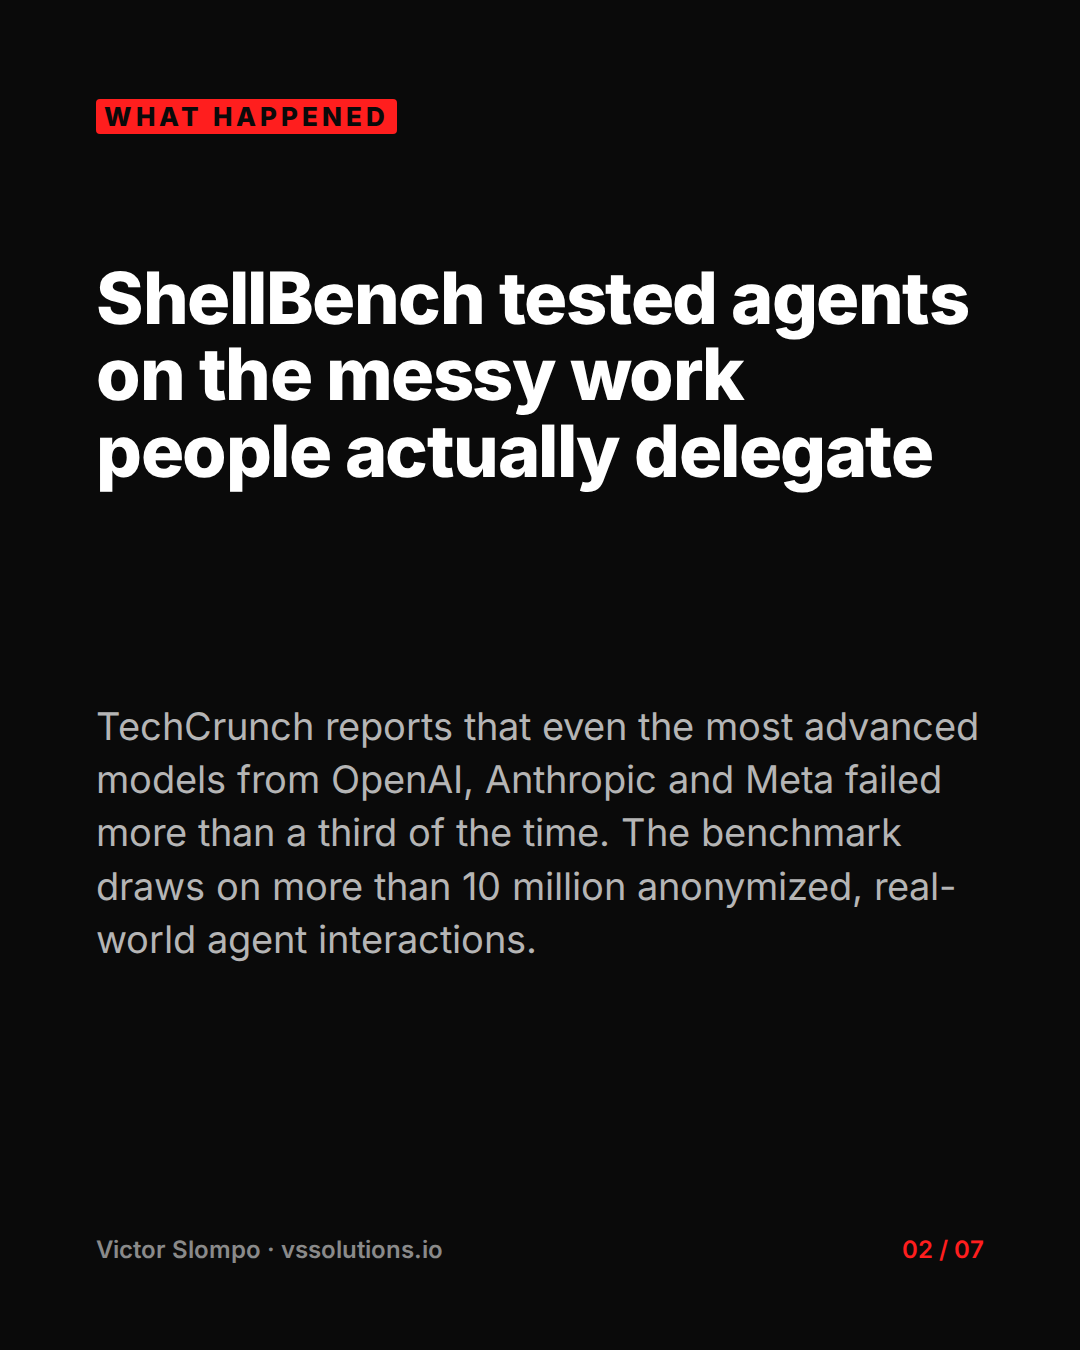 WHAT HAPPENED
ShellBench tested agents
on the messy work
people actually delegate
TechCrunch reports that even the most advanced
models from OpenAI, Anthropic and Meta failed
more than a third of the time. The benchmark
draws on more than 10 million anonymized, real-
world agent interactions.
Victor Slompo · vssolutions.io
02 / 07